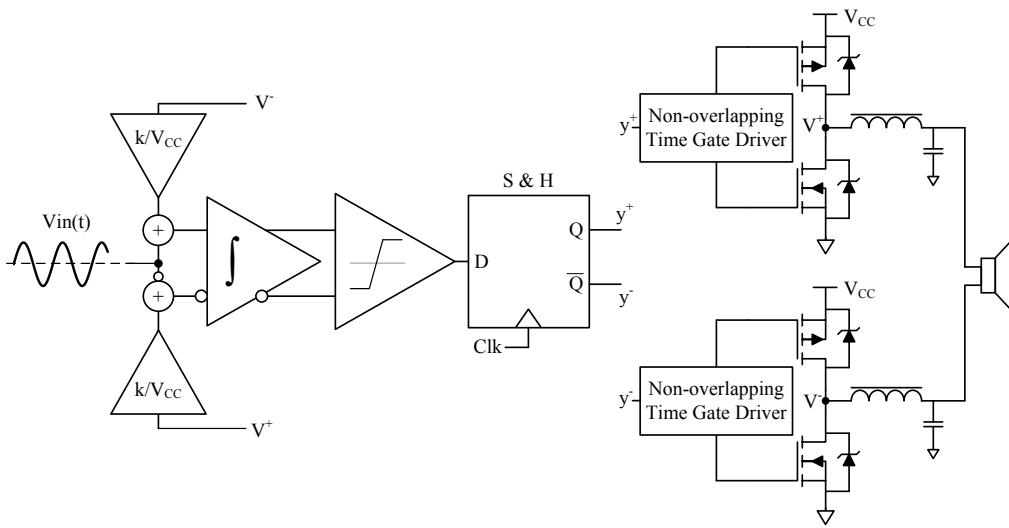 V-
k/VCC
Vin(t)
+
∫
+
k/VCC
V+
S & H
D
Q
Q̅
Clk
y+
y-
VCC
Non-overlapping
Time Gate Driver
y+
V+
VCC
Non-overlapping
Time Gate Driver
y-
V-